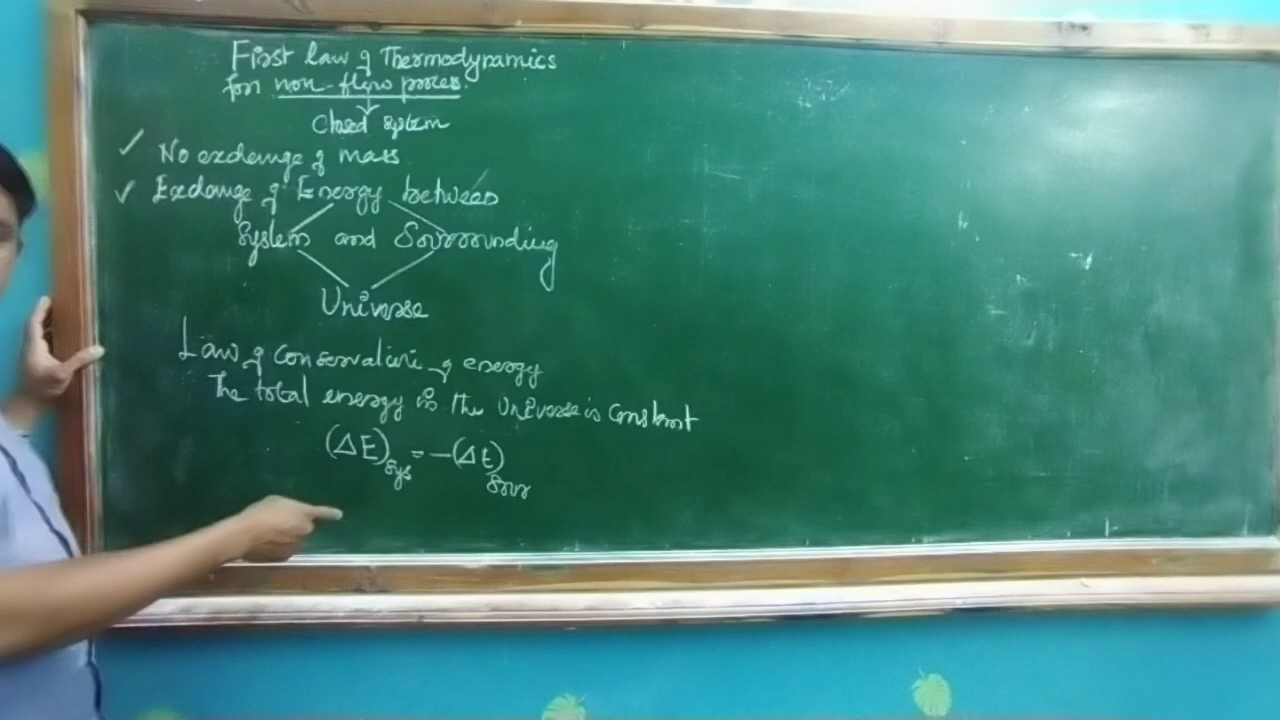 First law of Thermodynamics
for non-flow process.
Closed system
✓ No exchange of mass
✓ Exchange of Energy between
System and Surrounding
Universe
Law of conservation of energy
The total energy in the Universe is Constant
(ΔE)sys = -(ΔE)surr